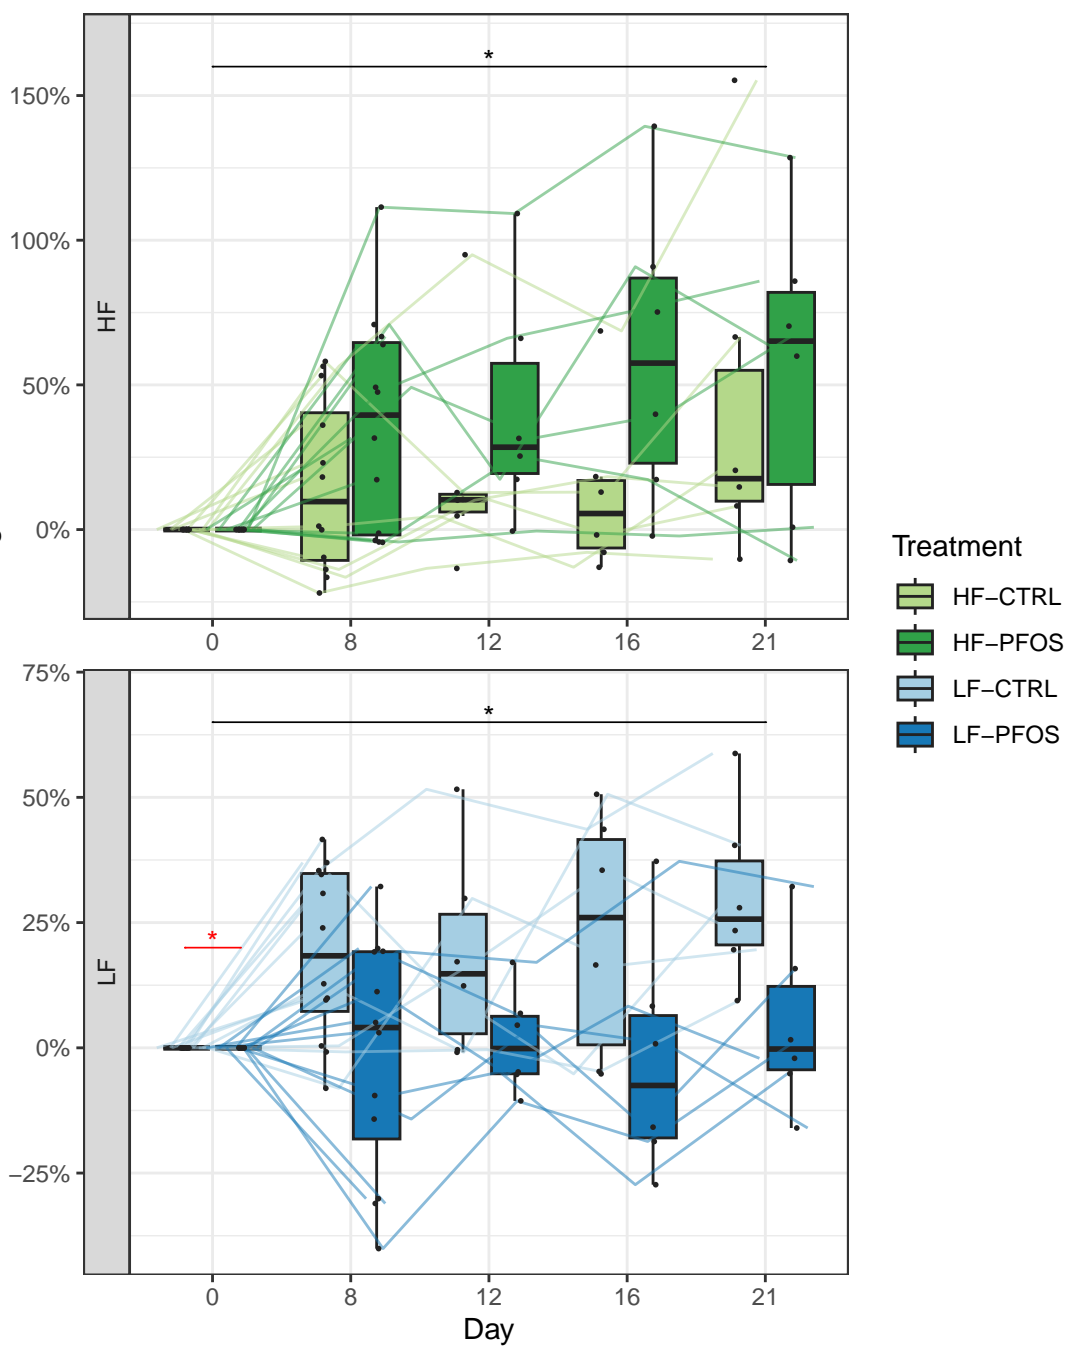 HF
*
150%
100%
50%
0%
0 8 12 16 21
LF
*
*
75%
50%
25%
0%
−25%
0 8 12 16 21
Day
Treatment
HF−CTRL
HF−PFOS
LF−CTRL
LF−PFOS